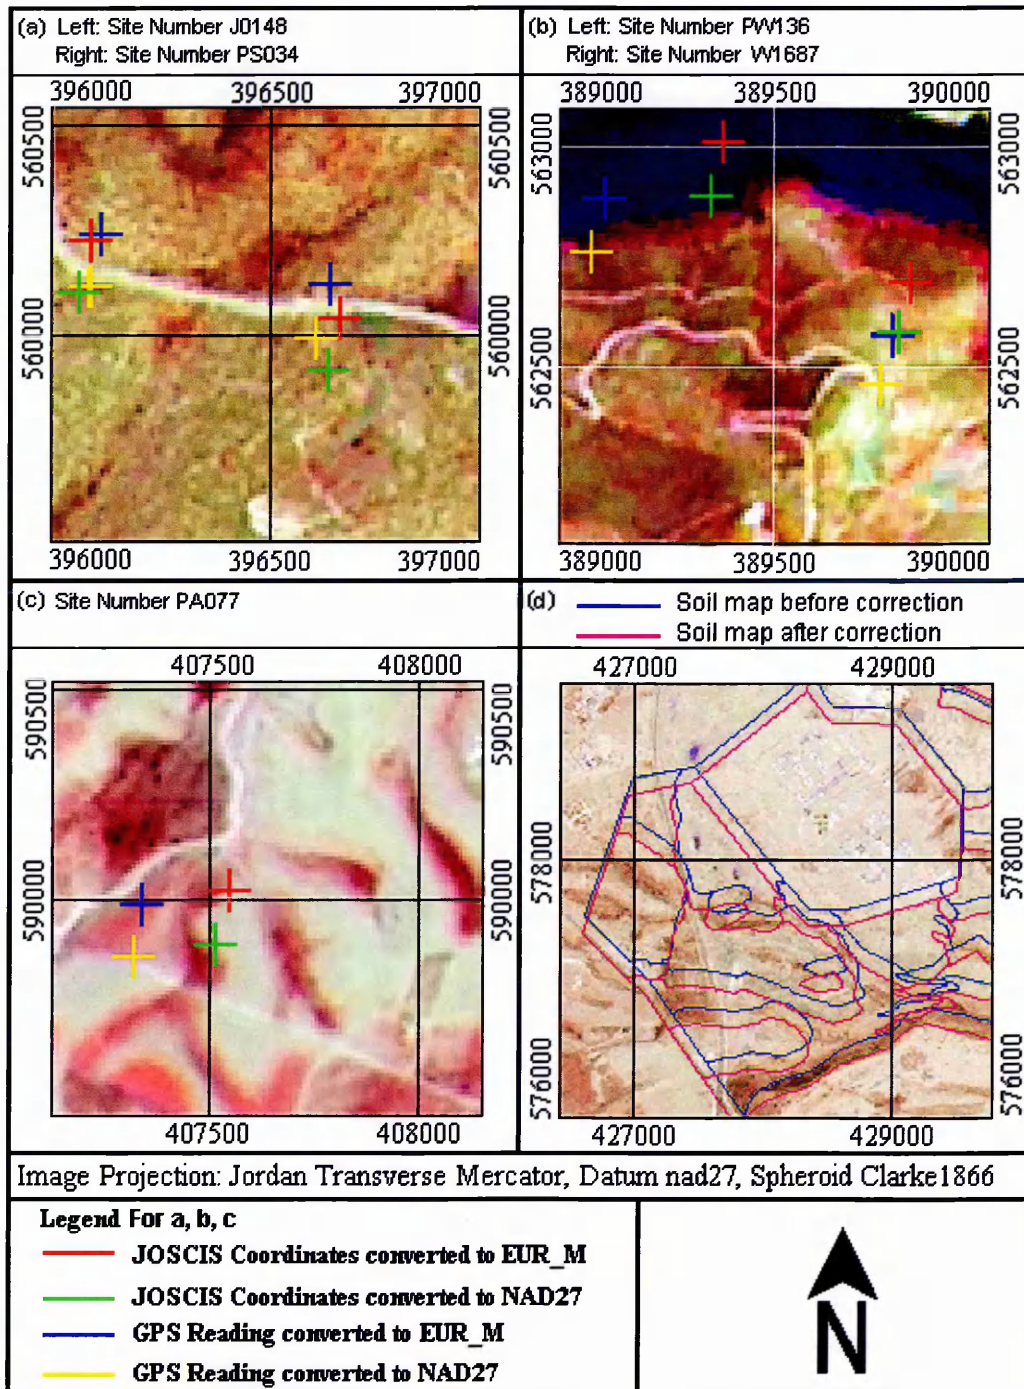 (a) Left: Site Number J0148
Right: Site Number PS034
396000 396500 397000
560500 560500
560000 560000
396000 396500 397000
(b) Left: Site Number PW136
Right: Site Number W1687
389000 389500 390000
563000 563000
562500 562500
389000 389500 390000
(c) Site Number PA077
407500 408000
590500 590500
590000 590000
407500 408000
(d) Soil map before correction
Soil map after correction
427000 429000
578000 578000
576000 576000
427000 429000
Image Projection: Jordan Transverse Mercator, Datum nad27, Spheroid Clarke1866
Legend For a, b, c
JOSCIS Coordinates converted to EUR_M
JOSCIS Coordinates converted to NAD27
GPS Reading converted to EUR_M
GPS Reading converted to NAD27
N